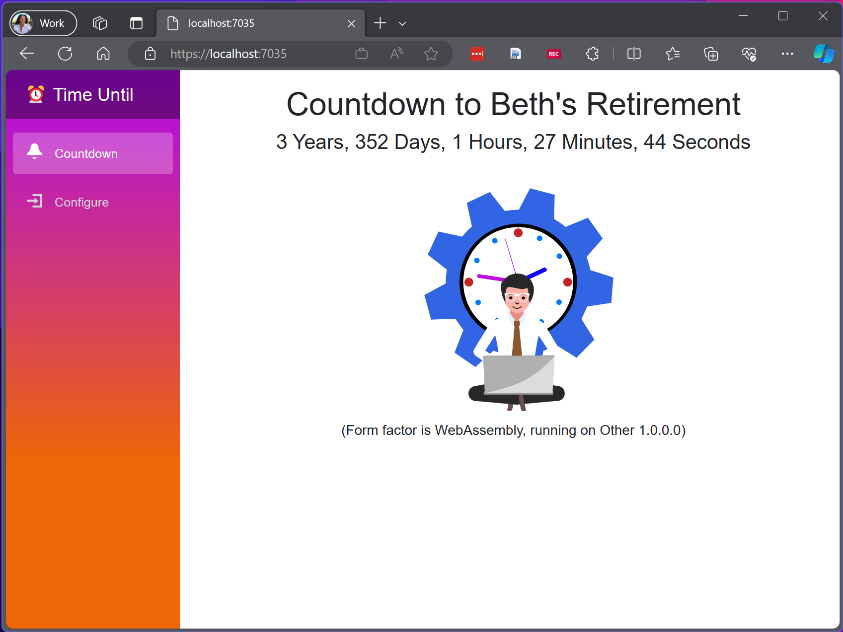 Work
localhost:7035
https://localhost:7035
A
REC
Time Until
Countdown
Configure
Countdown to Beth's Retirement
3 Years, 352 Days, 1 Hours, 27 Minutes, 44 Seconds
(Form factor is WebAssembly, running on Other 1.0.0.0)